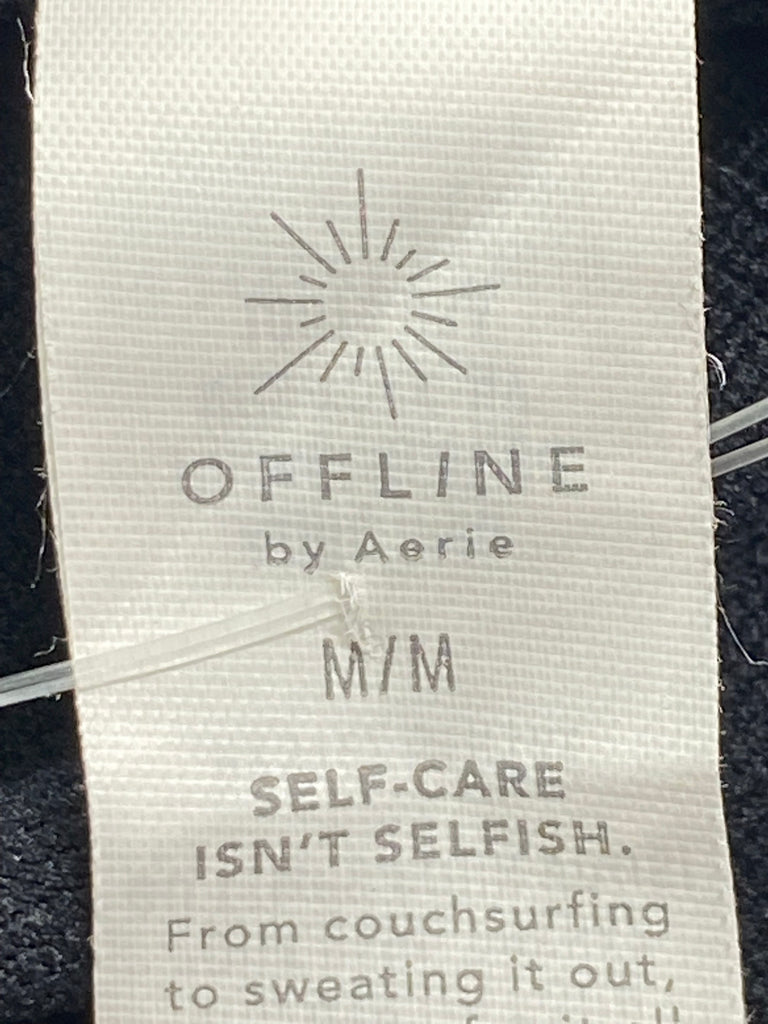 OFFLINE
by Aerie
M/M
SELF-CARE
ISN'T SELFISH.
From couchsurfing
to sweating it out,